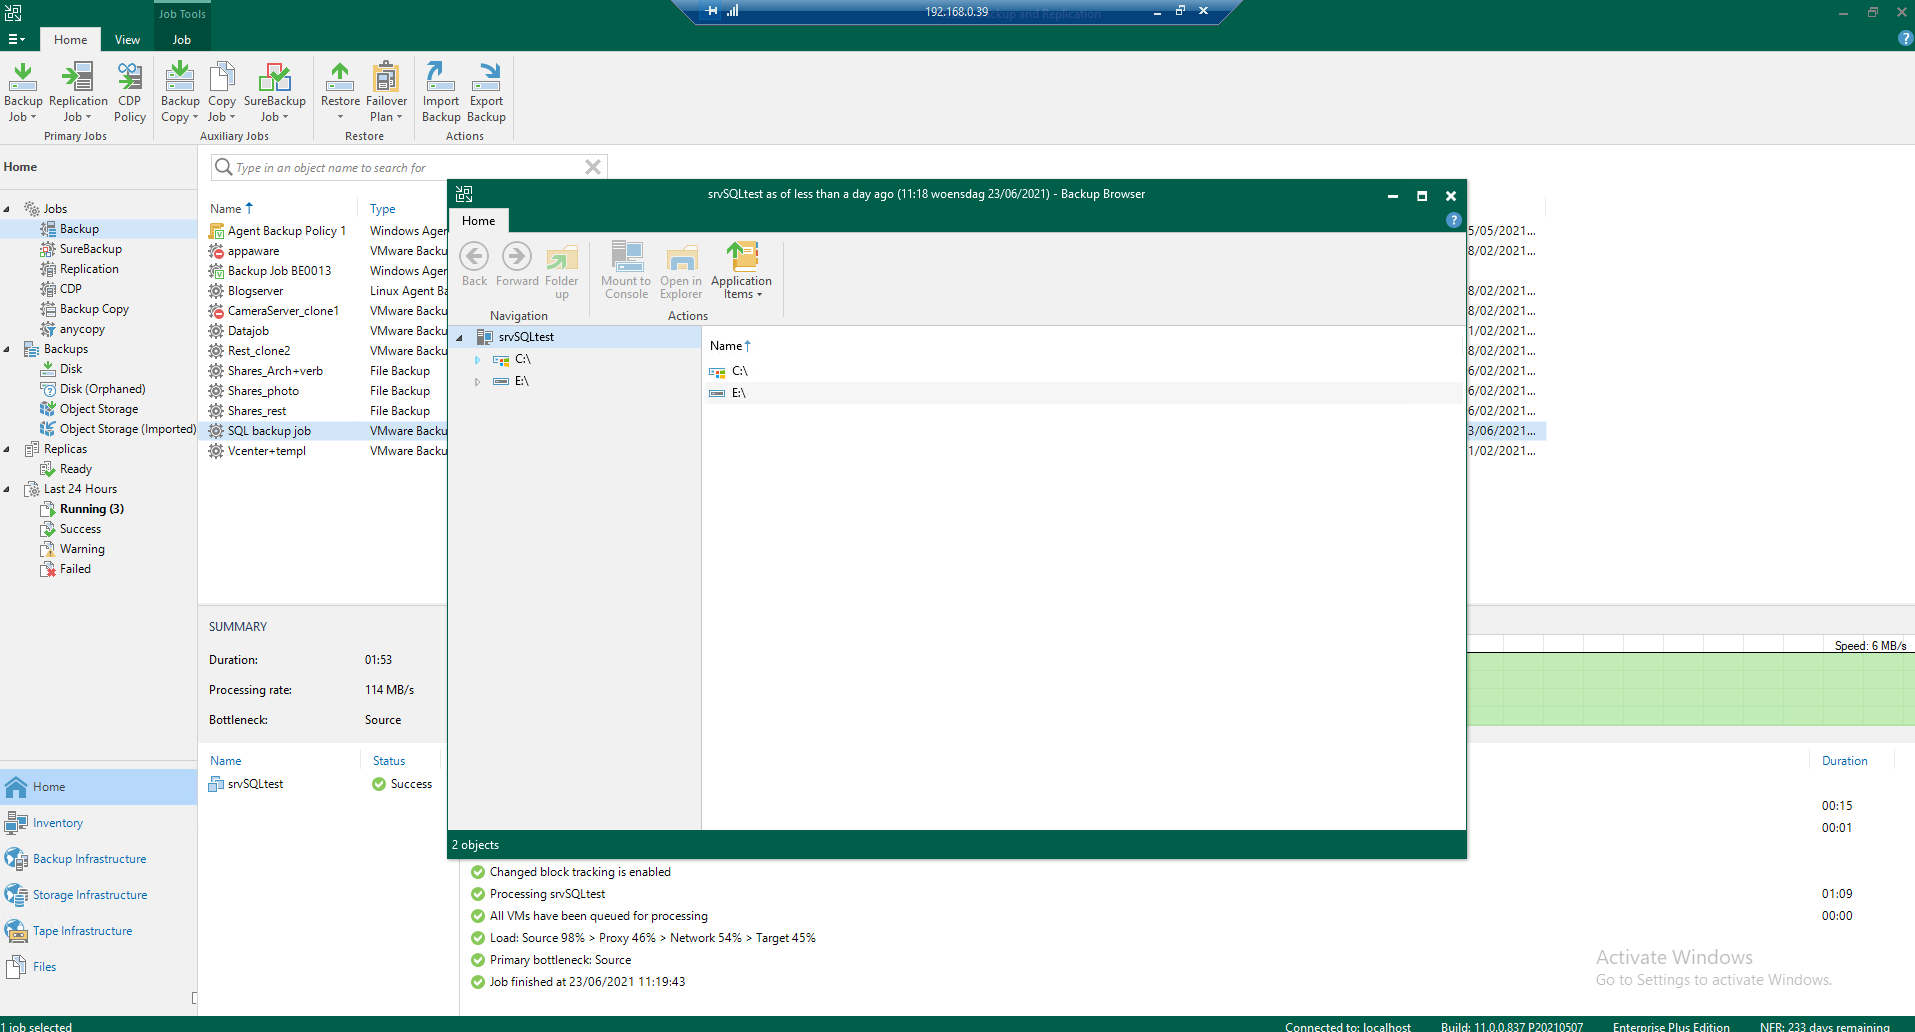 Job Tools
192.168.0.39
ckup and Replication
Home
View
Job
Backup Job
Replication Job
CDP Policy
Backup Copy
Copy Job
SureBackup Job
Restore
Failover Plan
Import Backup
Export Backup
Primary Jobs
Auxiliary Jobs
Restore
Actions
Home
Type in an object name to search for
Jobs
Backup
SureBackup
Replication
CDP
Backup Copy
anycopy
Backups
Disk
Disk (Orphaned)
Object Storage
Object Storage (Imported)
Replicas
Ready
Last 24 Hours
Running (3)
Success
Warning
Failed
Home
Inventory
Backup Infrastructure
Storage Infrastructure
Tape Infrastructure
Files
Name Type
Agent Backup Policy 1 Windows Agen 5/05/2021...
appaware VMware Backu 8/02/2021...
Backup Job BE0013 Windows Agen
Blogserver Linux Agent Ba 8/02/2021...
CameraServer_clone1 VMware Backu 8/02/2021...
Datajob VMware Backu 1/02/2021...
Rest_clone2 VMware Backu 8/02/2021...
Shares_Arch+verb File Backup 6/02/2021...
Shares_photo File Backup 6/02/2021...
Shares_rest File Backup 6/02/2021...
SQL backup job VMware Backu 3/06/2021...
Vcenter+templ VMware Backu 1/02/2021...
srvSQLtest as of less than a day ago (11:18 woensdag 23/06/2021) - Backup Browser
Home
Back
Forward
Folder up
Mount to Console
Open in Explorer
Application Items
Navigation
Actions
srvSQLtest
C:\
E:\
Name
C:\
E:\
2 objects
SUMMARY
Duration: 01:53
Processing rate: 114 MB/s
Bottleneck: Source
Speed: 6 MB/s
Name Status
srvSQLtest Success
Duration
00:15
00:01
Changed block tracking is enabled
Processing srvSQLtest 01:09
All VMs have been queued for processing 00:00
Load: Source 98% > Proxy 46% > Network 54% > Target 45%
Primary bottleneck: Source
Job finished at 23/06/2021 11:19:43
Activate Windows
Go to Settings to activate Windows.
1 job selected
Connected to: localhost
Build: 11.0.0.837 P20210507
Enterprise Plus Edition
NFR: 233 days remaining